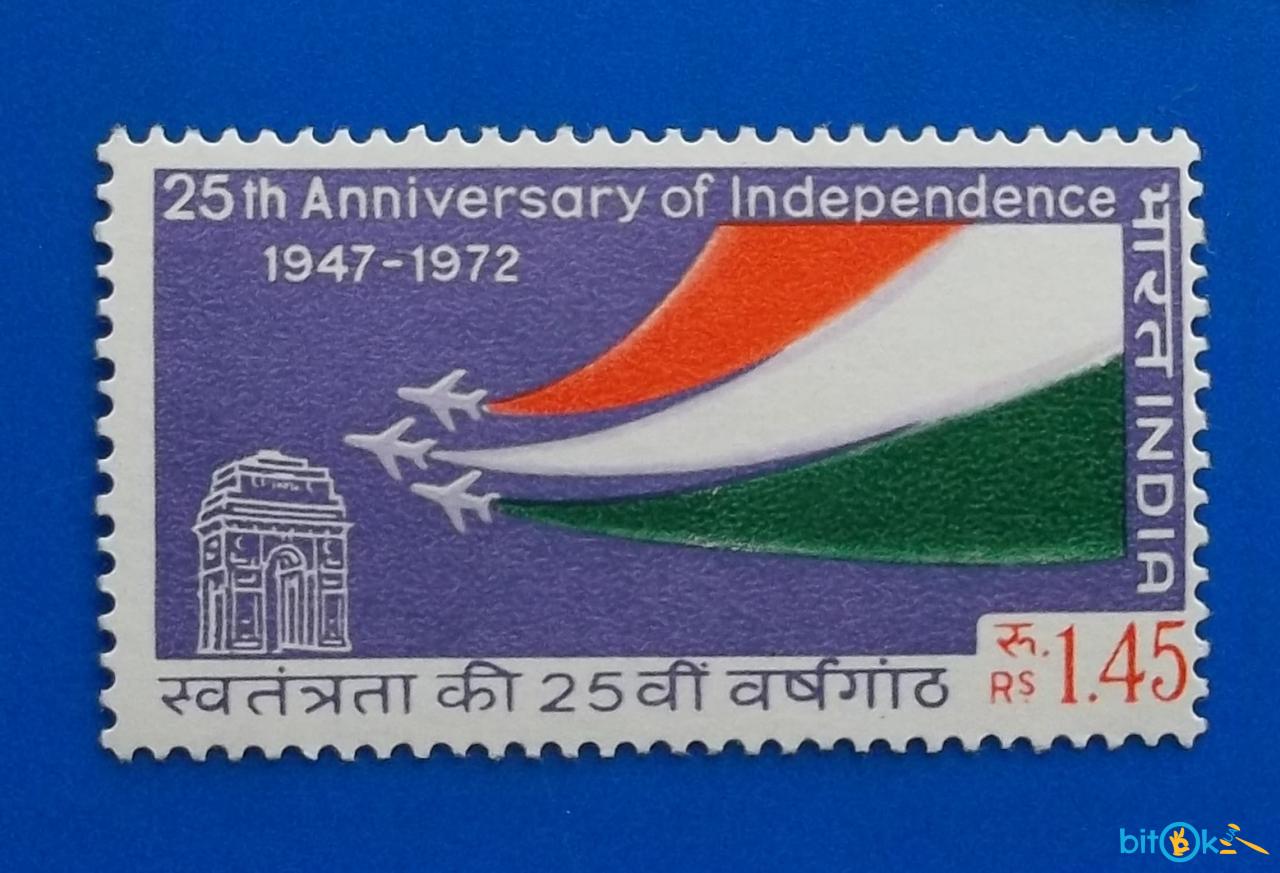 25th Anniversary of Independence
1947-1972
भारत INDIA
रू.
RS 1.45
स्वतंत्रता की 25वीं वर्षगांठ
bitOk